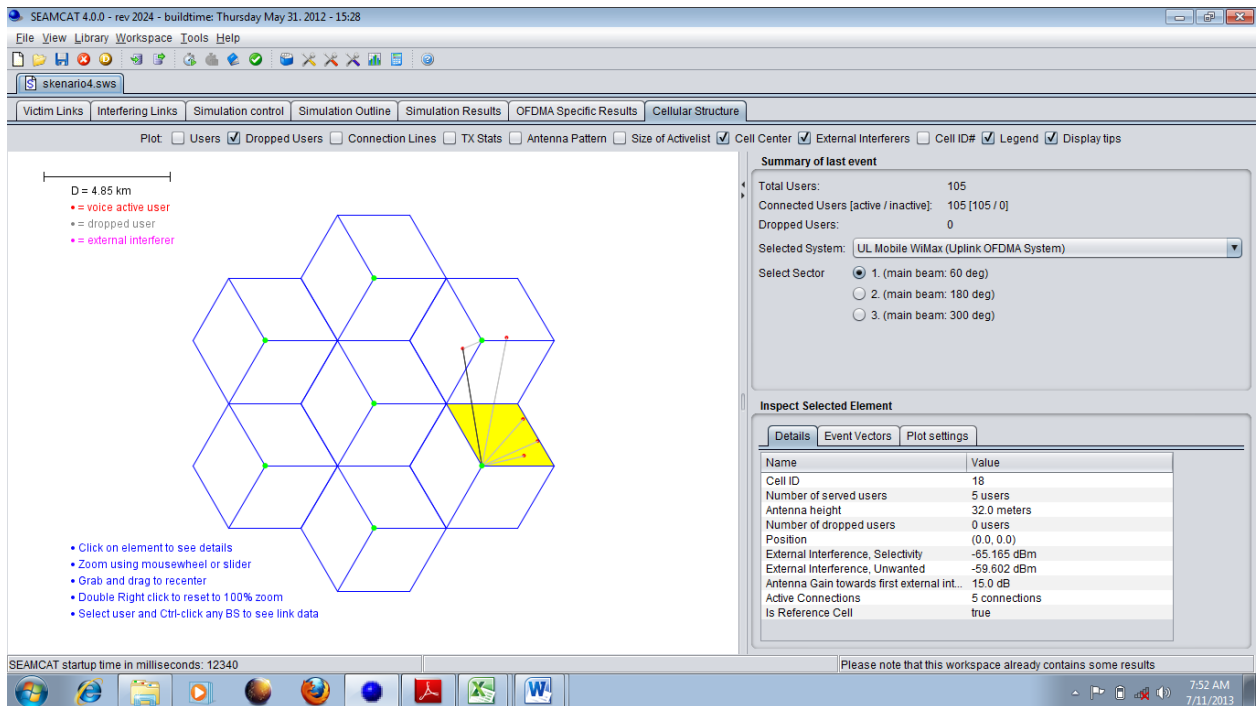 SEAMCAT 4.0.0 - rev 2024 - buildtime: Thursday May 31. 2012 - 15:28
File View Library Workspace Tools Help
skenario4.sws
Victim Links Interfering Links Simulation control Simulation Outline Simulation Results OFDMA Specific Results Cellular Structure
Plot: Users Dropped Users Connection Lines TX Stats Antenna Pattern Size of Activelist Cell Center External Interferers Cell ID# Legend Display tips
D = 4.85 km
• = voice active user
• = dropped user
• = external interferer
• Click on element to see details
• Zoom using mousewheel or slider
• Grab and drag to recenter
• Double Right click to reset to 100% zoom
• Select user and Ctrl-click any BS to see link data
Summary of last event
Total Users: 105
Connected Users [active / inactive]: 105 [105 / 0]
Dropped Users: 0
Selected System: UL Mobile WiMax (Uplink OFDMA System)
Select Sector 1. (main beam: 60 deg)
2. (main beam: 180 deg)
3. (main beam: 300 deg)
Inspect Selected Element
Details Event Vectors Plot settings
Name Value
Cell ID 18
Number of served users 5 users
Antenna height 32.0 meters
Number of dropped users 0 users
Position (0.0, 0.0)
External Interference, Selectivity -65.165 dBm
External Interference, Unwanted -59.602 dBm
Antenna Gain towards first external int... 15.0 dB
Active Connections 5 connections
Is Reference Cell true
SEAMCAT startup time in milliseconds: 12340
Please note that this workspace already contains some results
7:52 AM
7/11/2013